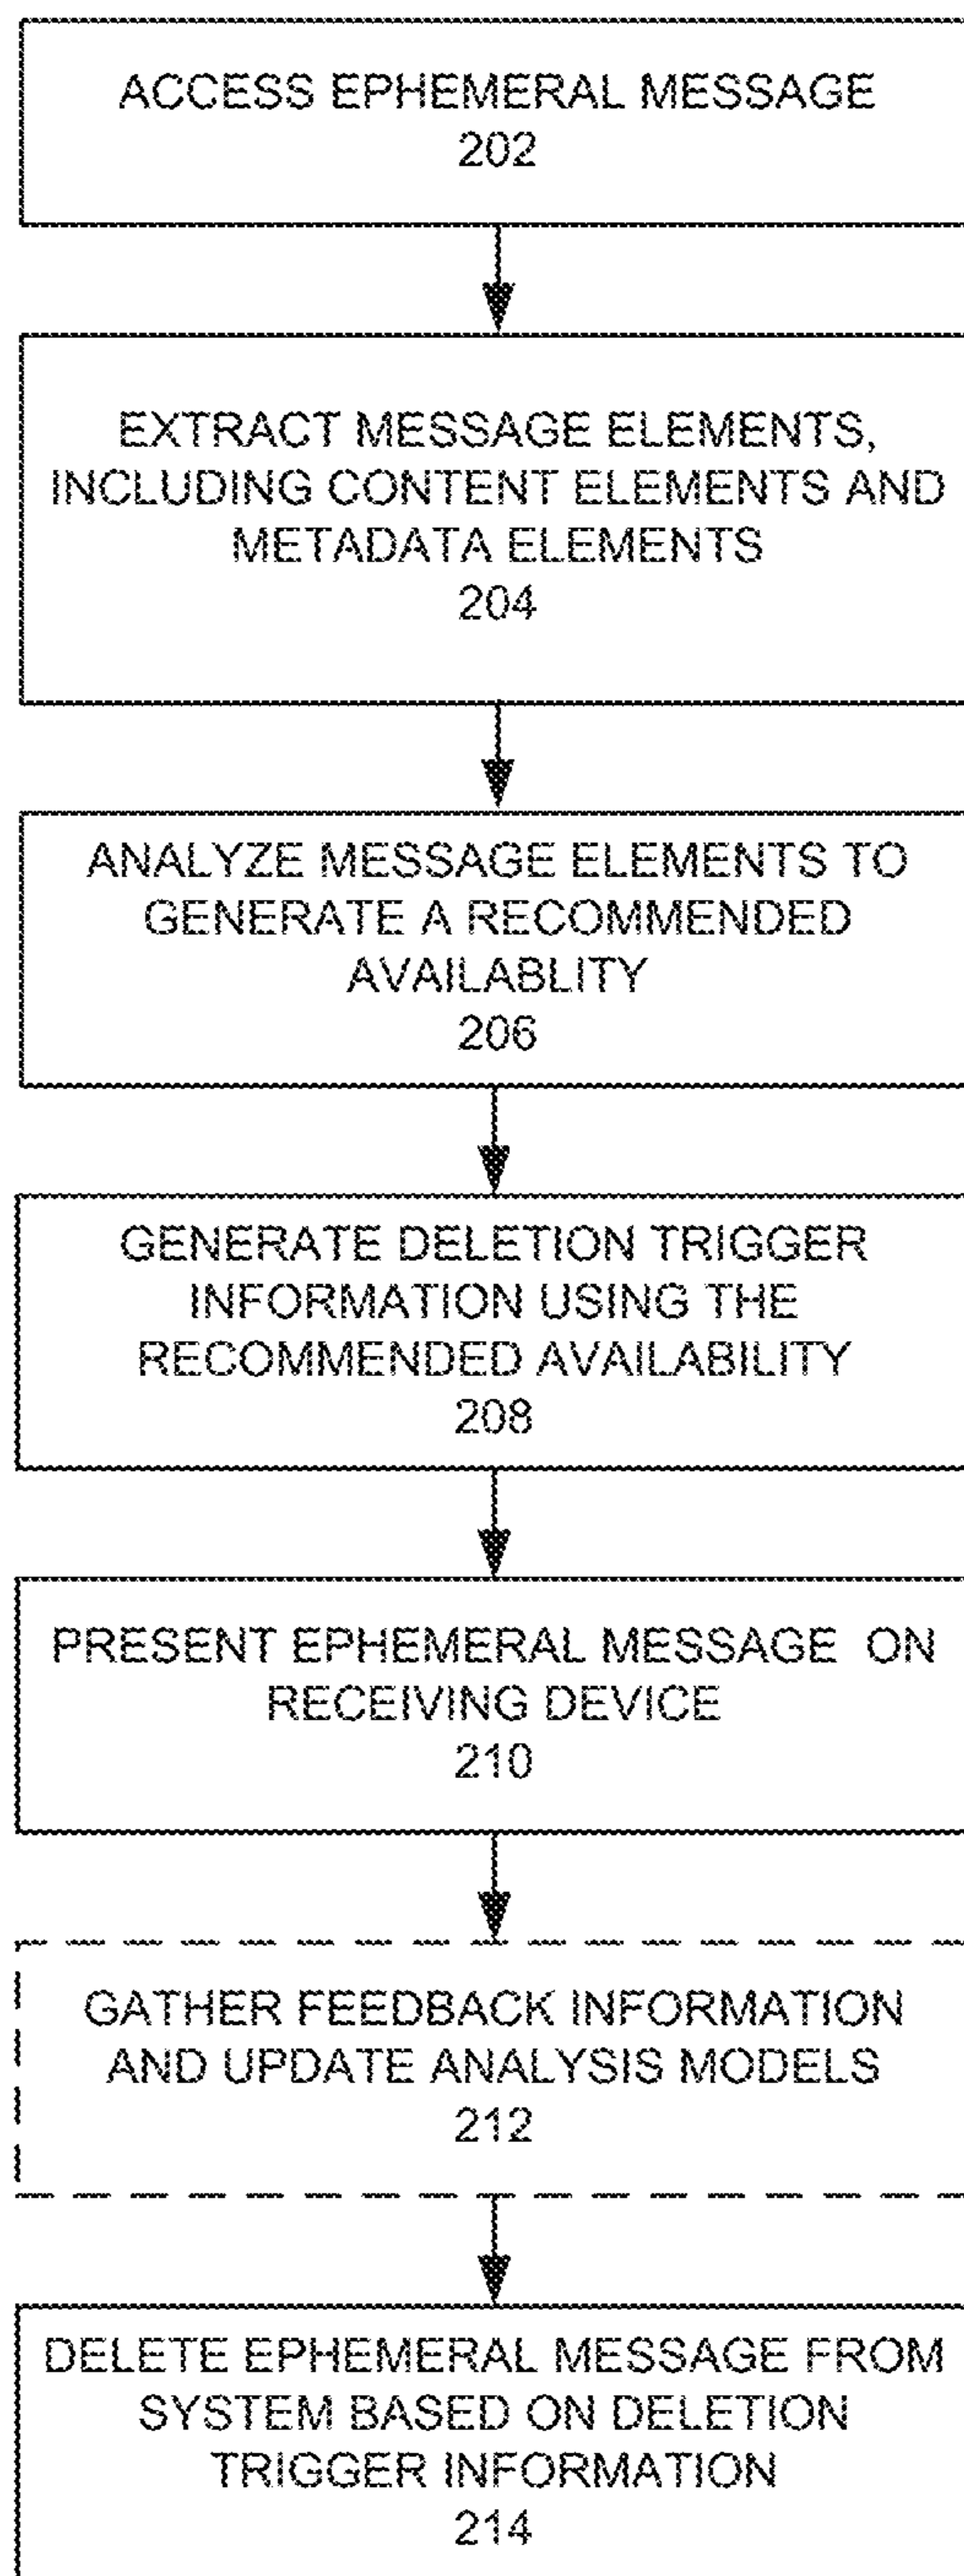 ACCESS EPHEMERAL MESSAGE
202
EXTRACT MESSAGE ELEMENTS,
INCLUDING CONTENT ELEMENTS AND
METADATA ELEMENTS
204
ANALYZE MESSAGE ELEMENTS TO
GENERATE A RECOMMENDED
AVAILABLITY
206
GENERATE DELETION TRIGGER
INFORMATION USING THE
RECOMMENDED AVAILABILITY
208
PRESENT EPHEMERAL MESSAGE ON
RECEIVING DEVICE
210
GATHER FEEDBACK INFORMATION
AND UPDATE ANALYSIS MODELS
212
DELETE EPHEMERAL MESSAGE FROM
SYSTEM BASED ON DELETION
TRIGGER INFORMATION
214